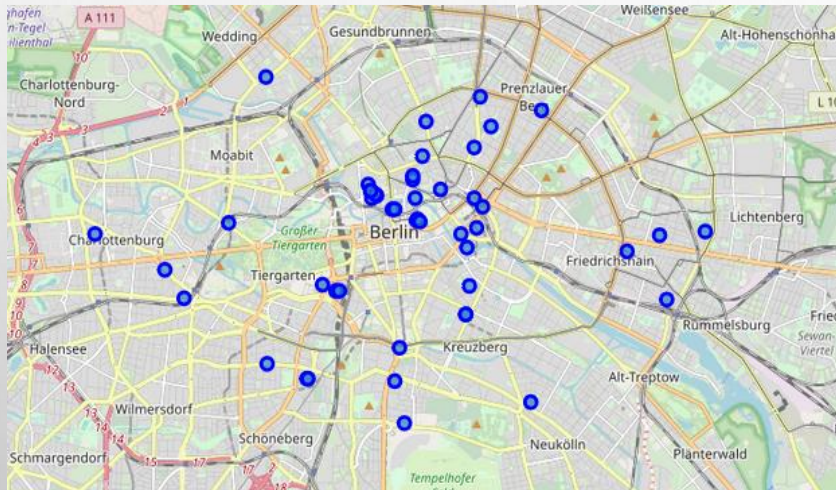 Weißensee
A 111
Wedding
Gesundbrunnen
Alt-Hohenschönha
Charlottenburg-
Nord
Prenzlauer
Be
L 10
Moabit
Lichtenberg
Großer
Tiergarten
Berlin
Charlottenburg
Friedrichshain
Tiergarten
Rummelsburg
Halensee
Kreuzberg
Alt-Treptow
Wilmersdorf
Schöneberg
Neukölln
Plänterwald
Schmargendorf
Tempelhofer